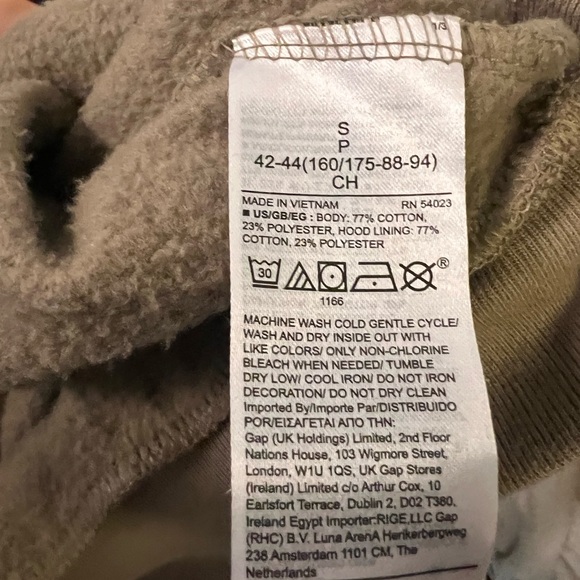 1/3
S
P
42-44(160/175-88-94)
CH
MADE IN VIETNAM RN 54023
■ US/GB/EG : BODY: 77% COTTON,
23% POLYESTER, HOOD LINING: 77%
COTTON, 23% POLYESTER
30
®
1166
MACHINE WASH COLD GENTLE CYCLE/
WASH AND DRY INSIDE OUT WITH
LIKE COLORS/ ONLY NON-CHLORINE
BLEACH WHEN NEEDED/ TUMBLE
DRY LOW/ COOL IRON/ DO NOT IRON
DECORATION/ DO NOT DRY CLEAN
Imported By/Importe Par/DISTRIBUIDO
POR/ΕΙΣΑΓΕΤΑΙ ΑΠΟ ΤΗΝ:
Gap (UK Holdings) Limited, 2nd Floor
Nations House, 103 Wigmore Street,
London, W1U 1QS, UK Gap Stores
(Ireland) Limited c/o Arthur Cox, 10
Earlsfort Terrace, Dublin 2, D02 T380,
Ireland Egypt Importer:RIGE,LLC Gap
(RHC) B.V. Luna ArenA Herikerbergweg
238 Amsterdam 1101 CM, The
Netherlands